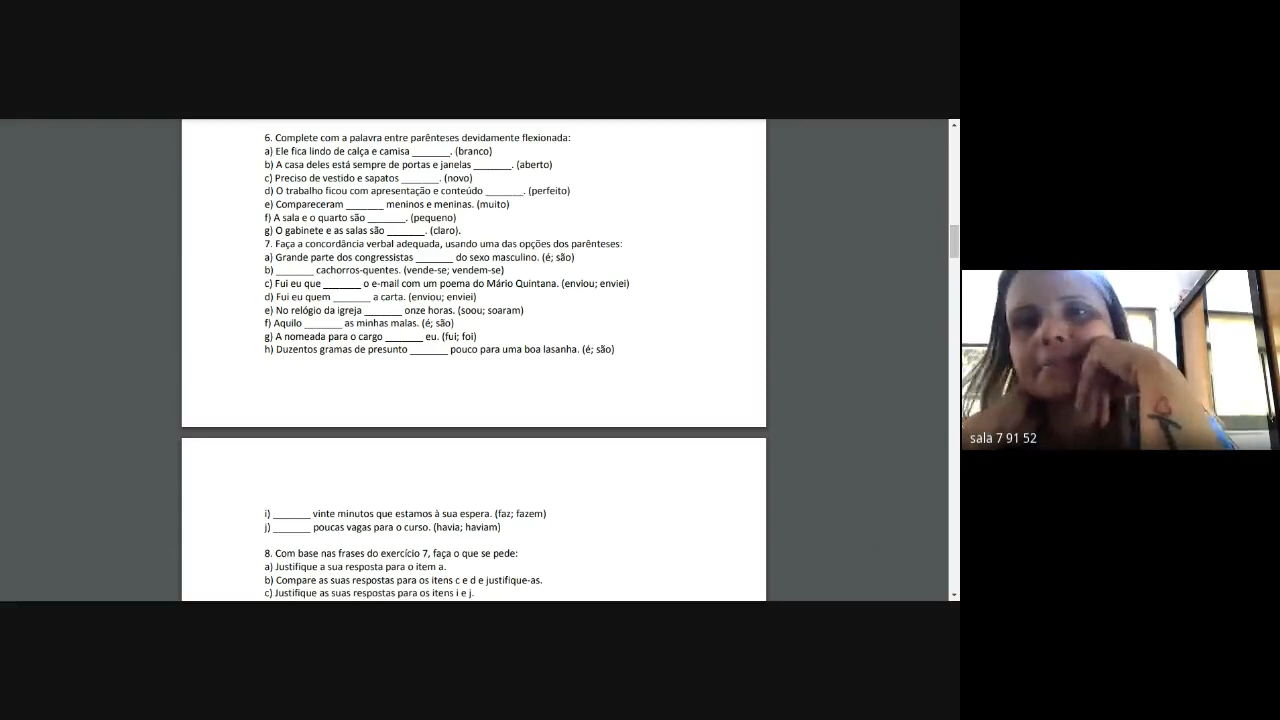 6. Complete com a palavra entre parênteses devidamente flexionada:
a) Ele fica lindo de calça e camisa _______. (branco)
b) A casa deles está sempre de portas e janelas _______. (aberto)
c) Preciso de vestido e sapatos _______. (novo)
d) O trabalho ficou com apresentação e conteúdo _______. (perfeito)
e) Compareceram _______ meninos e meninas. (muito)
f) A sala e o quarto são _______. (pequeno)
g) O gabinete e as salas são _______. (claro).
7. Faça a concordância verbal adequada, usando uma das opções dos parênteses:
a) Grande parte dos congressistas _______ do sexo masculino. (é; são)
b) _______ cachorros-quentes. (vende-se; vendem-se)
c) Fui eu que _______ o e-mail com um poema do Mário Quintana. (enviou; enviei)
d) Fui eu quem _______ a carta. (enviou; enviei)
e) No relógio da igreja _______ onze horas. (soou; soaram)
f) Aquilo _______ as minhas malas. (é; são)
g) A nomeada para o cargo _______ eu. (fui; foi)
h) Duzentos gramas de presunto _______ pouco para uma boa lasanha. (é; são)
i) _______ vinte minutos que estamos à sua espera. (faz; fazem)
j) _______ poucas vagas para o curso. (havia; haviam)
8. Com base nas frases do exercício 7, faça o que se pede:
a) Justifique a sua resposta para o item a.
b) Compare as suas respostas para os itens c e d e justifique-as.
c) Justifique as suas respostas para os itens i e j.
sala 7 91 52